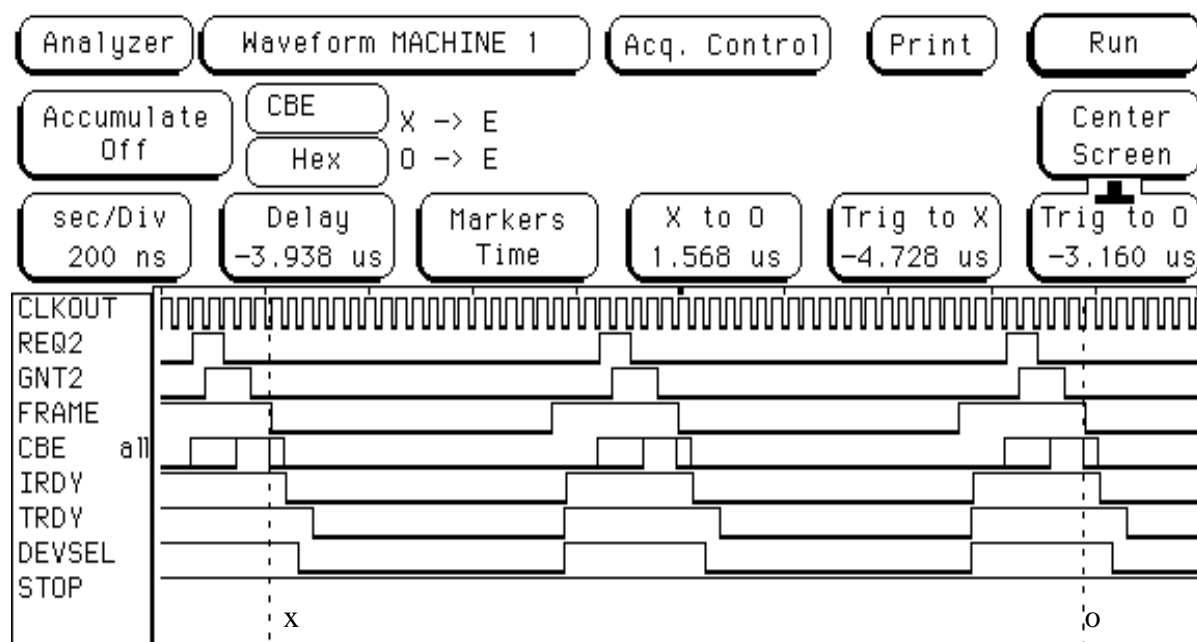 Analyzer Waveform MACHINE 1 Acq. Control Print Run
Accumulate Off
CBE X -> E
Hex O -> E
Center Screen
sec/Div 200 ns
Delay -3.938 us
Markers Time
X to O 1.568 us
Trig to X -4.728 us
Trig to O -3.160 us
CLKOUT
REQ2
GNT2
FRAME
CBE all
IRDY
TRDY
DEVSEL
STOP
x o